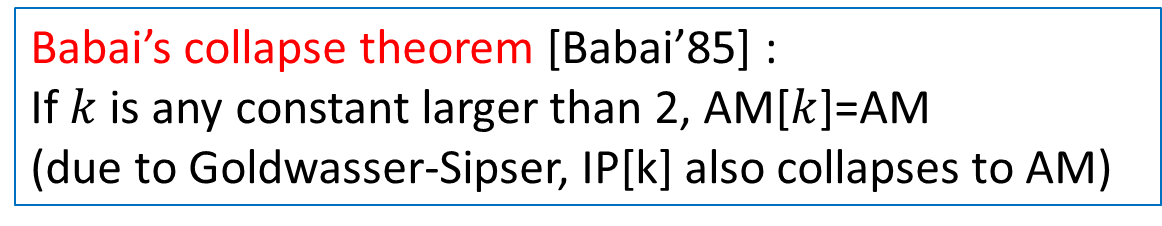 Babai’s collapse theorem [Babai’85] :
If 𝑘 is any constant larger than 2, AM[𝑘]=AM
(due to Goldwasser-Sipser, IP[k] also collapses to AM)